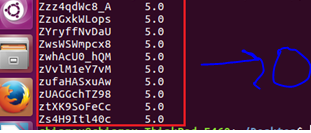 Zzz4qdWc8_A 5.0
ZzuGxkWLops 5.0
ZYryffNvDaU 5.0
ZwsWSWmpcx8 5.0
zwhAcU0_hQM 5.0
zVvlM1eY7vM 5.0
zufaHASxuAw 5.0
zUAGGchTZ98 5.0
ztXK9SoFeCc 5.0
Zs4H9Itl40c 5.0